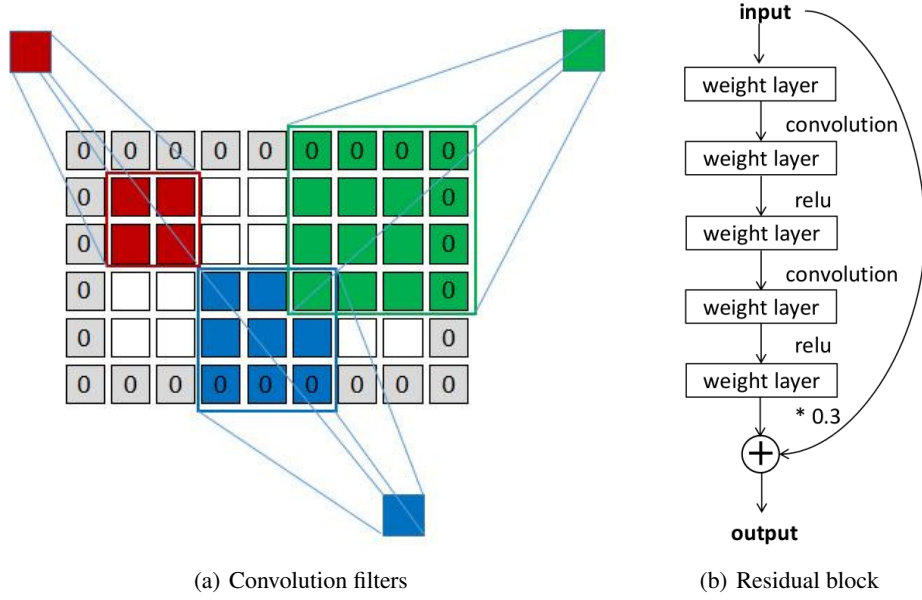 0 0 0 0 0 0 0 0 0
0 0
0 0
0 0
0 0
0 0 0 0 0 0 0 0 0
(a) Convolution filters
input
weight layer
convolution
weight layer
relu
weight layer
convolution
weight layer
relu
weight layer
* 0.3
+
output
(b) Residual block